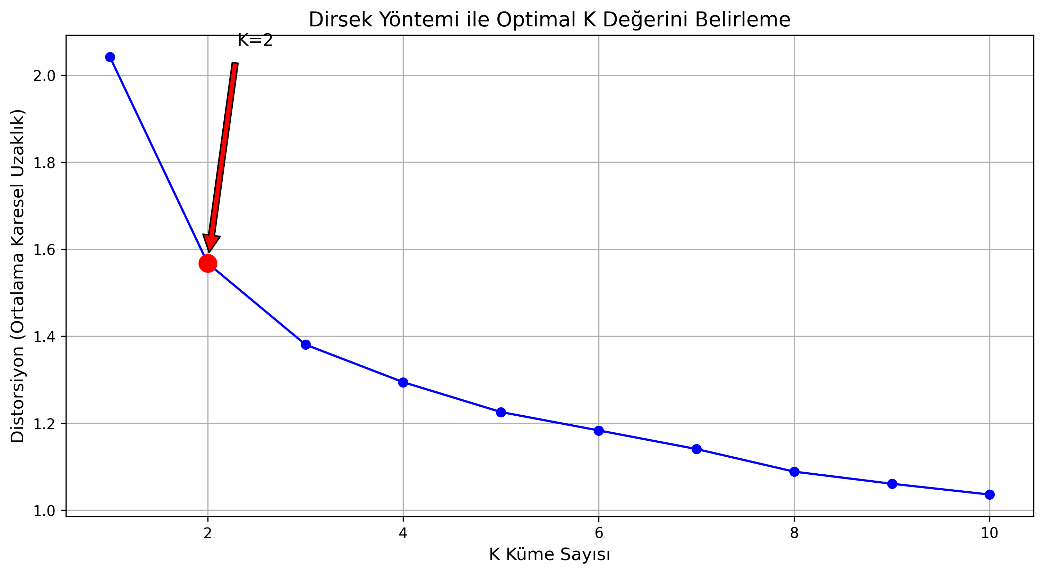 Dirsek Yöntemi ile Optimal K Değerini Belirleme
K=2
Distorsiyon (Ortalama Karesel Uzaklık)
2.0
1.8
1.6
1.4
1.2
1.0
2 4 6 8 10
K Küme Sayısı